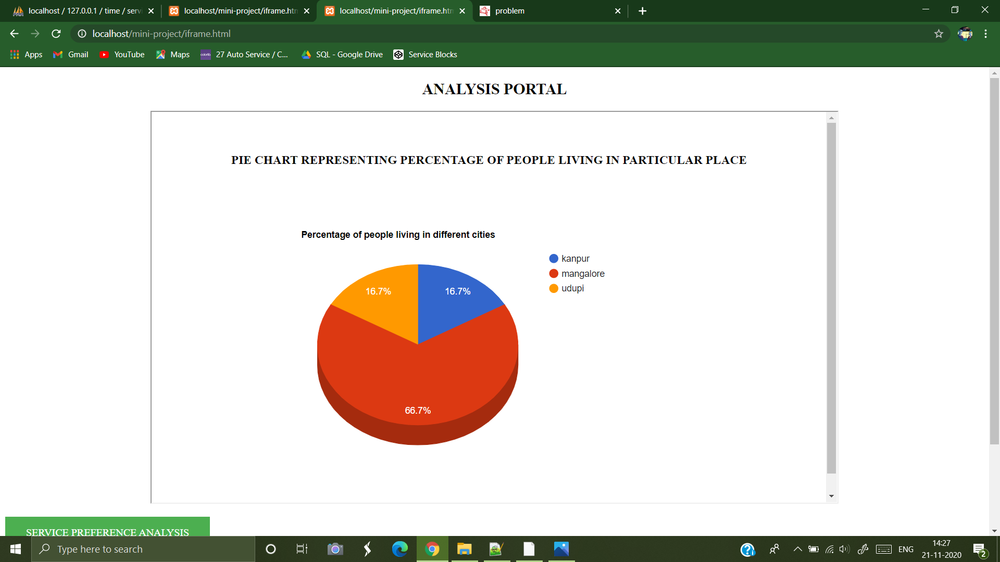 localhost / 127.0.0.1 / time / servi
localhost/mini-project/iframe.htm
localhost/mini-project/iframe.htm
problem
localhost/mini-project/iframe.html
Apps
Gmail
YouTube
Maps
colorlib
27 Auto Service / C...
SQL - Google Drive
Service Blocks
ANALYSIS PORTAL
PIE CHART REPRESENTING PERCENTAGE OF PEOPLE LIVING IN PARTICULAR PLACE
Percentage of people living in different cities
kanpur
mangalore
udupi
16.7%
16.7%
66.7%
SERVICE PREFERENCE ANALYSIS
Type here to search
ENG
14:27
21-11-2020
2